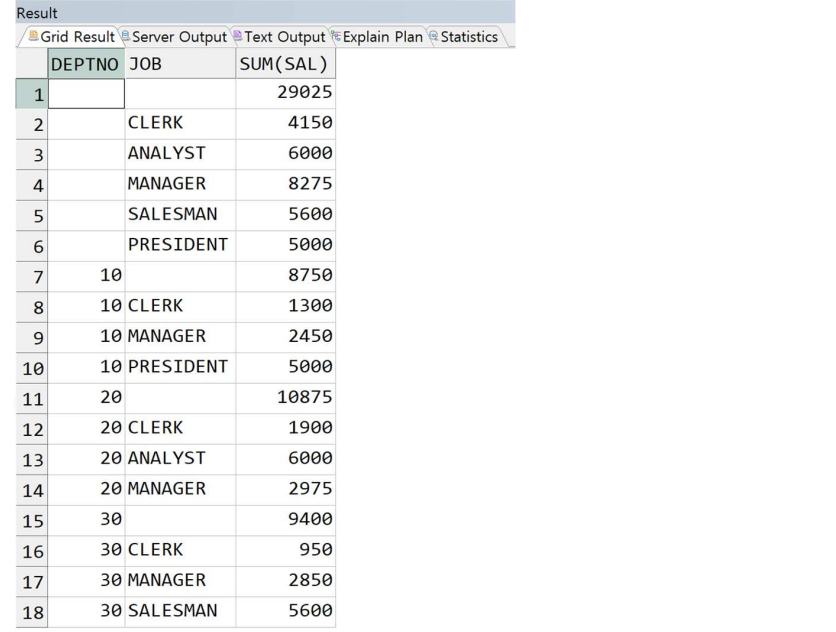 Result
Grid Result Server Output Text Output Explain Plan Statistics
DEPTNO JOB SUM(SAL)
1 29025
2 CLERK 4150
3 ANALYST 6000
4 MANAGER 8275
5 SALESMAN 5600
6 PRESIDENT 5000
7 10 8750
8 10 CLERK 1300
9 10 MANAGER 2450
10 10 PRESIDENT 5000
11 20 10875
12 20 CLERK 1900
13 20 ANALYST 6000
14 20 MANAGER 2975
15 30 9400
16 30 CLERK 950
17 30 MANAGER 2850
18 30 SALESMAN 5600